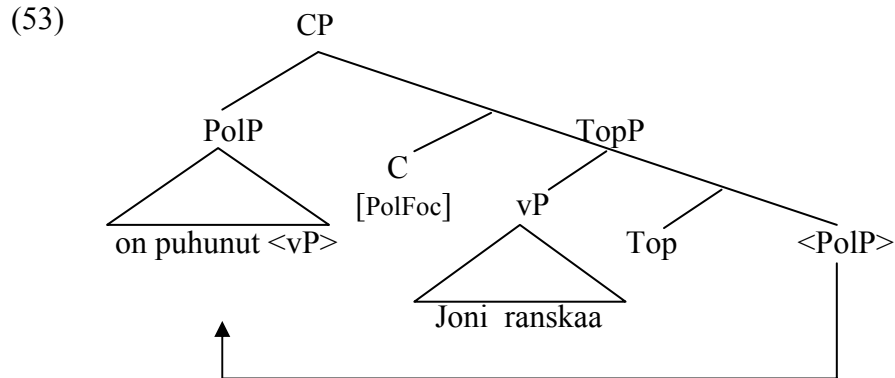 (53)
CP
PolP
TopP
C
[PolFoc]
vP
Top
<PolP>
on puhunut <vP>
Joni ranskaa